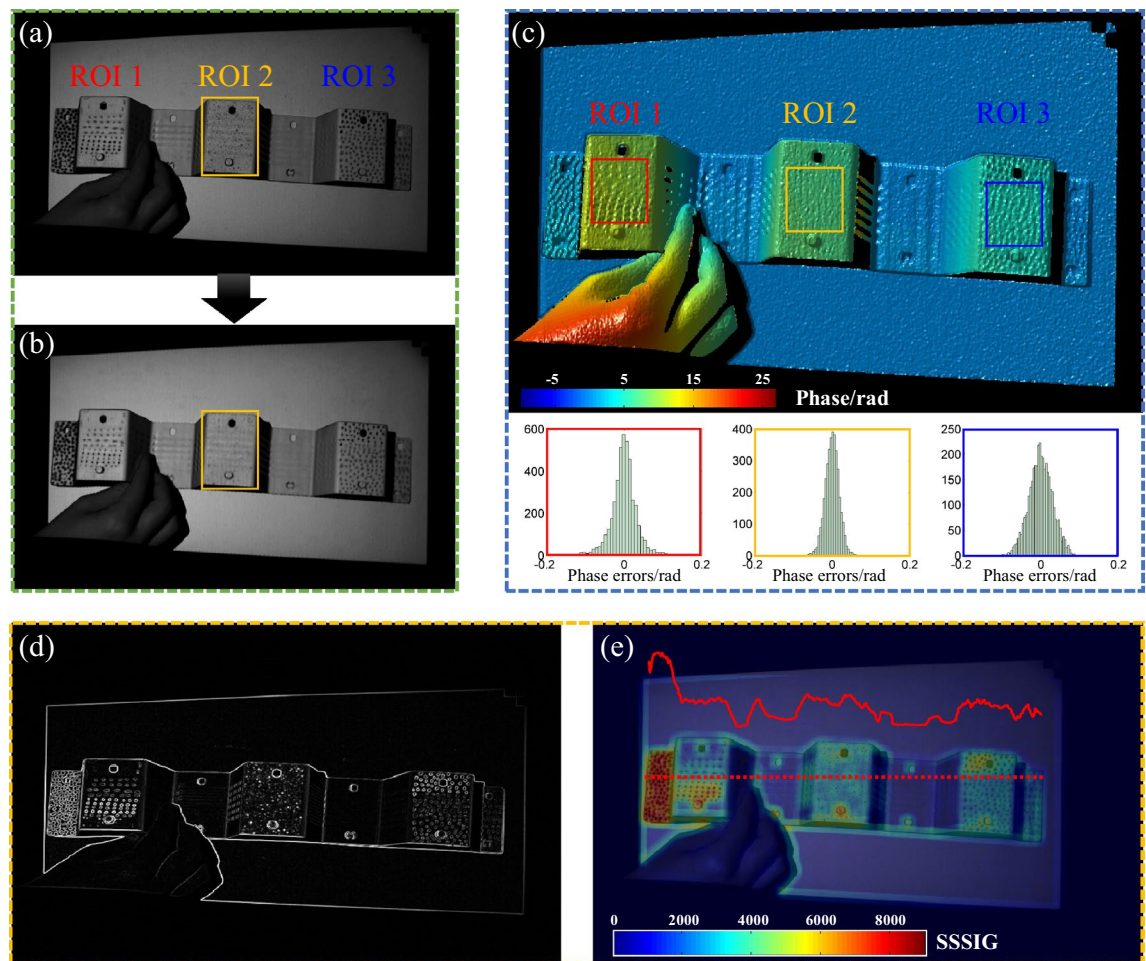 (a)
ROI 1
ROI 2
ROI 3
(b)
(c)
ROI 1
ROI 2
ROI 3
-5
5
15
25
Phase/rad
600
400
200
0
-0.2
0
0.2
Phase errors/rad
400
300
200
100
0
-0.2
0
0.2
Phase errors/rad
250
200
150
100
50
0
-0.2
0
0.2
Phase errors/rad
(d)
(e)
0
2000
4000
6000
8000
SSSIG